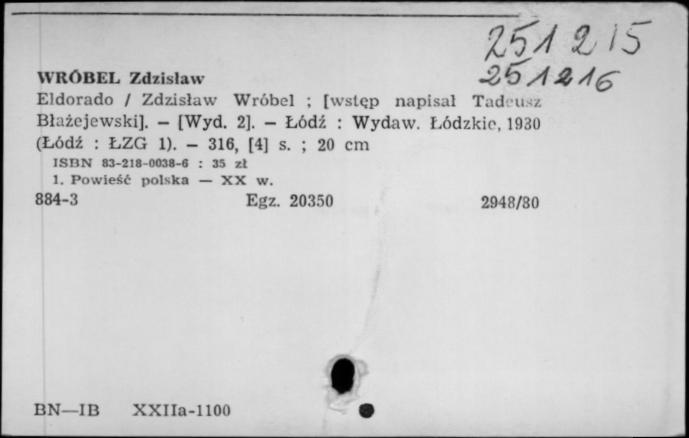 251215
251216
WRÓBEL Zdzisław
Eldorado / Zdzisław Wróbel ; [wstęp napisał Tadeusz
Błażejewski]. — [Wyd. 2]. — Łódź : Wydaw. Łódzkie, 1980
(Łódź : ŁZG 1). — 316, [4] s. ; 20 cm
ISBN 83-218-0038-6 : 35 zł
1. Powieść polska — XX w.
884-3 Egz. 20350 2948/80
BN—IB XXIIa-1100